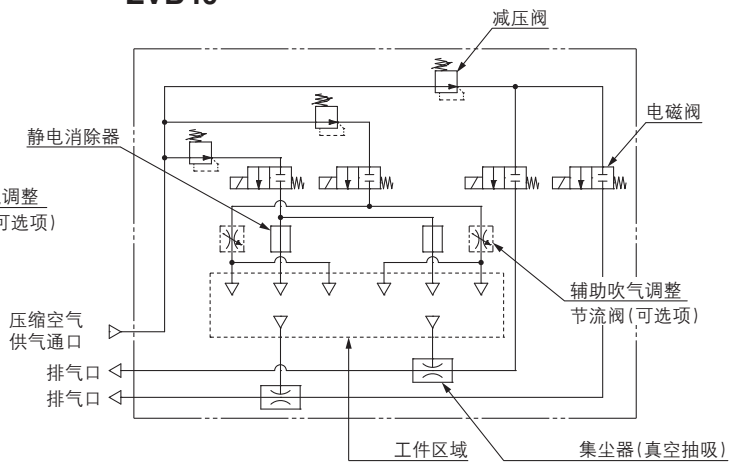 减压阀
电磁阀
静电消除器
调整
可选项)
辅助吹气调整
节流阀(可选项)
压缩空气
供气通口
排气口
排气口
工件区域
集尘器(真空抽吸)